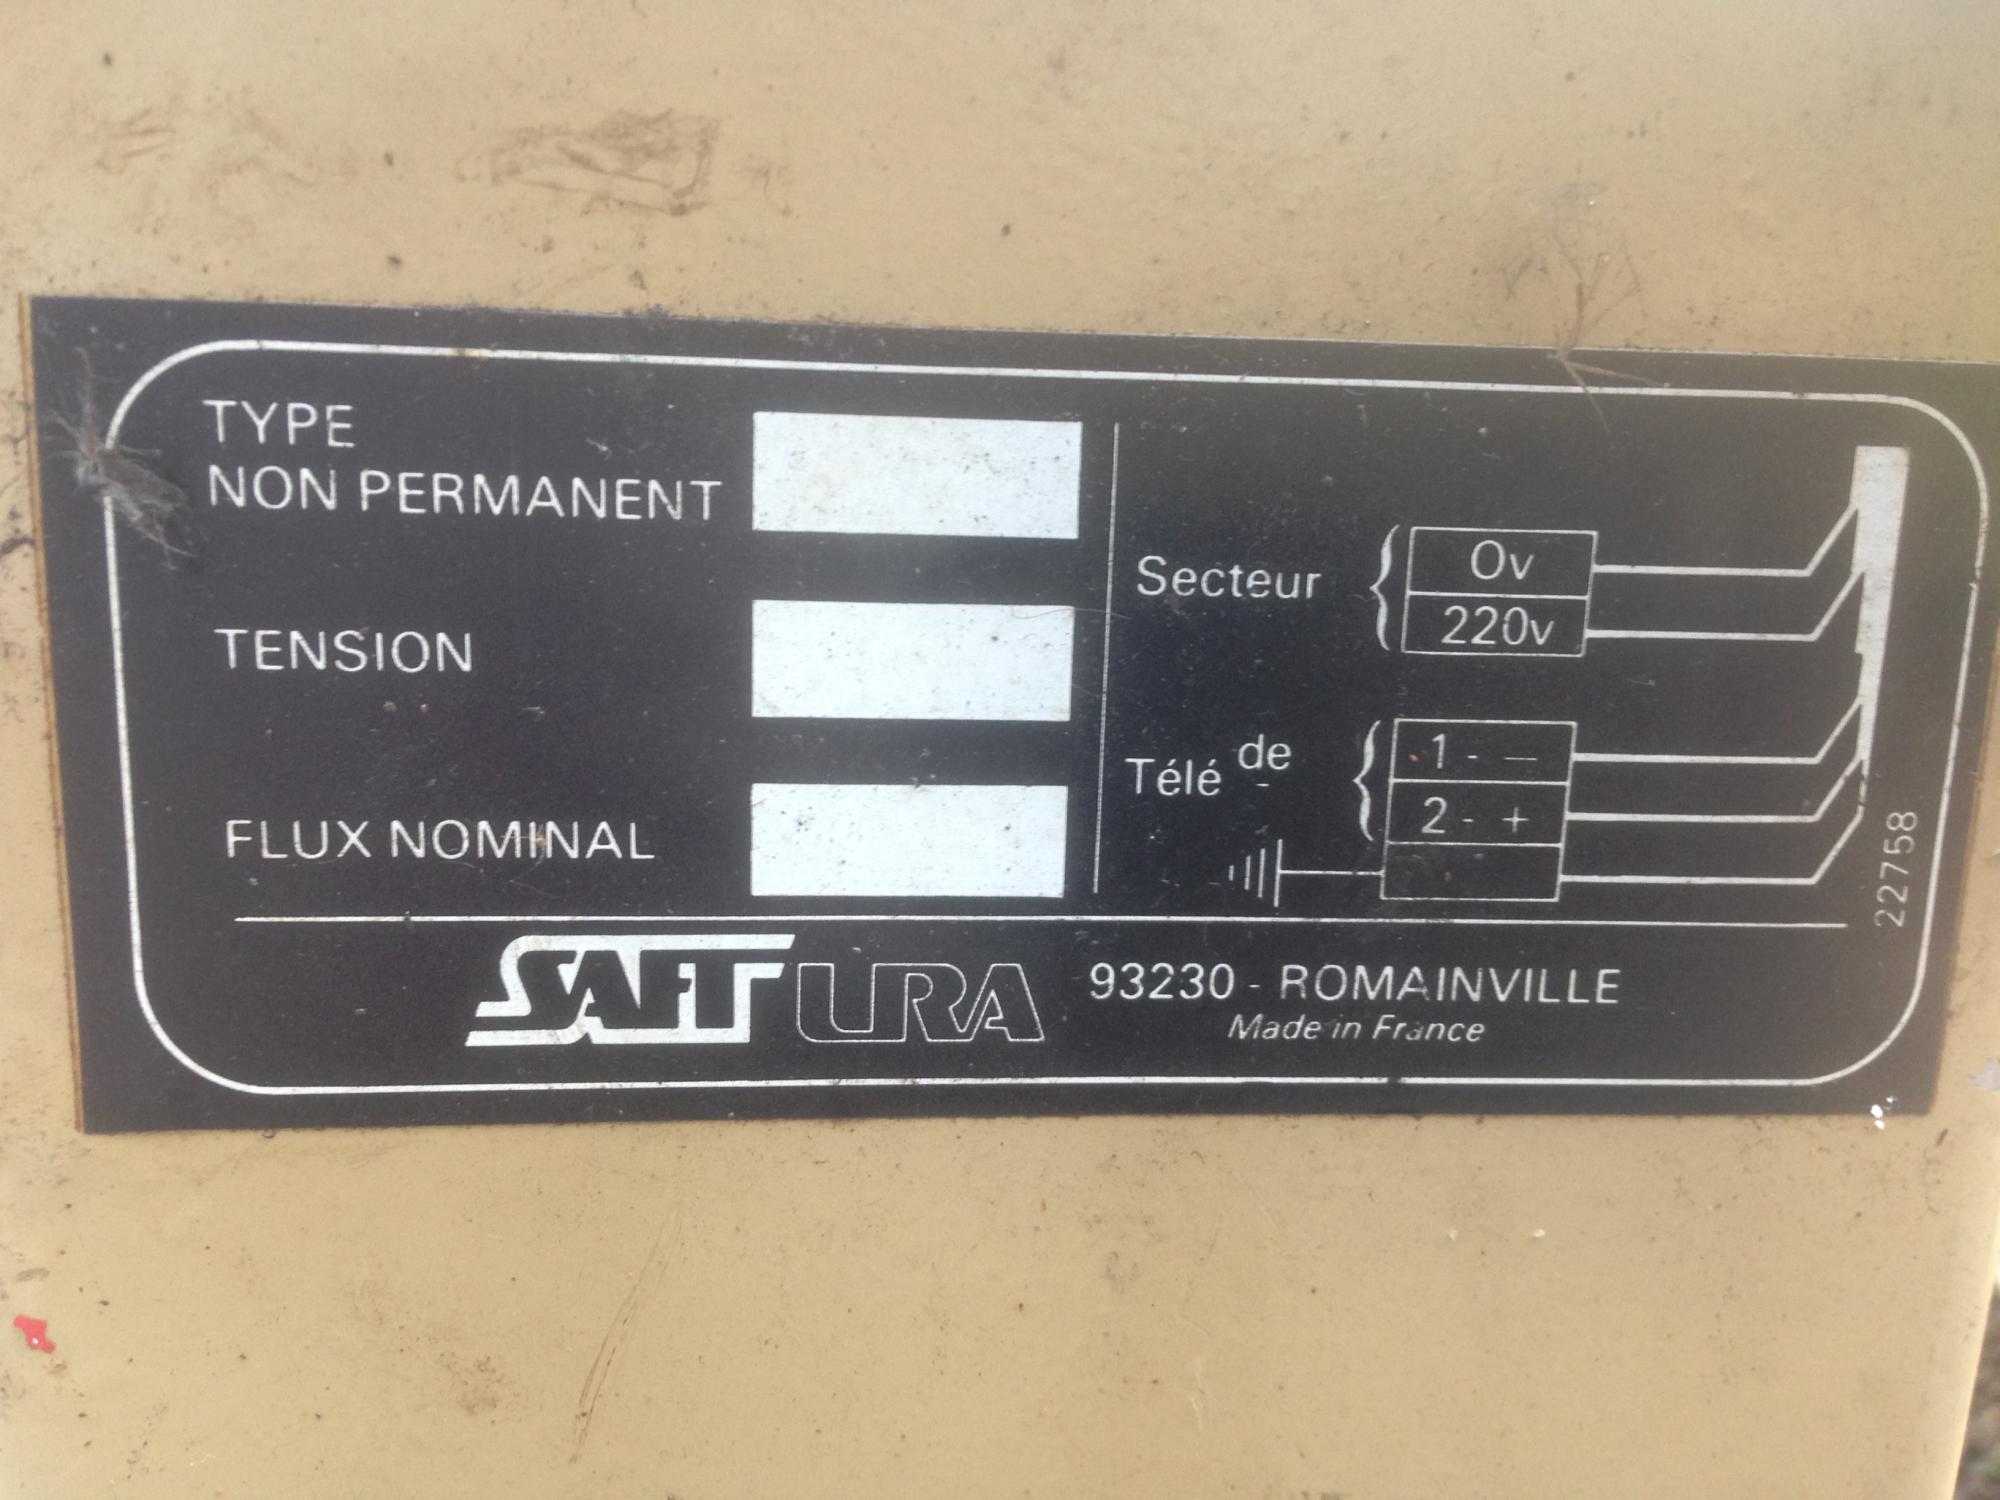 TYPE
NON PERMANENT
TENSION
FLUX NOMINAL
Secteur
0v
220v
Télé de
1 - —
2 - +
22758
SAFT URA
93230 - ROMAINVILLE
Made in France